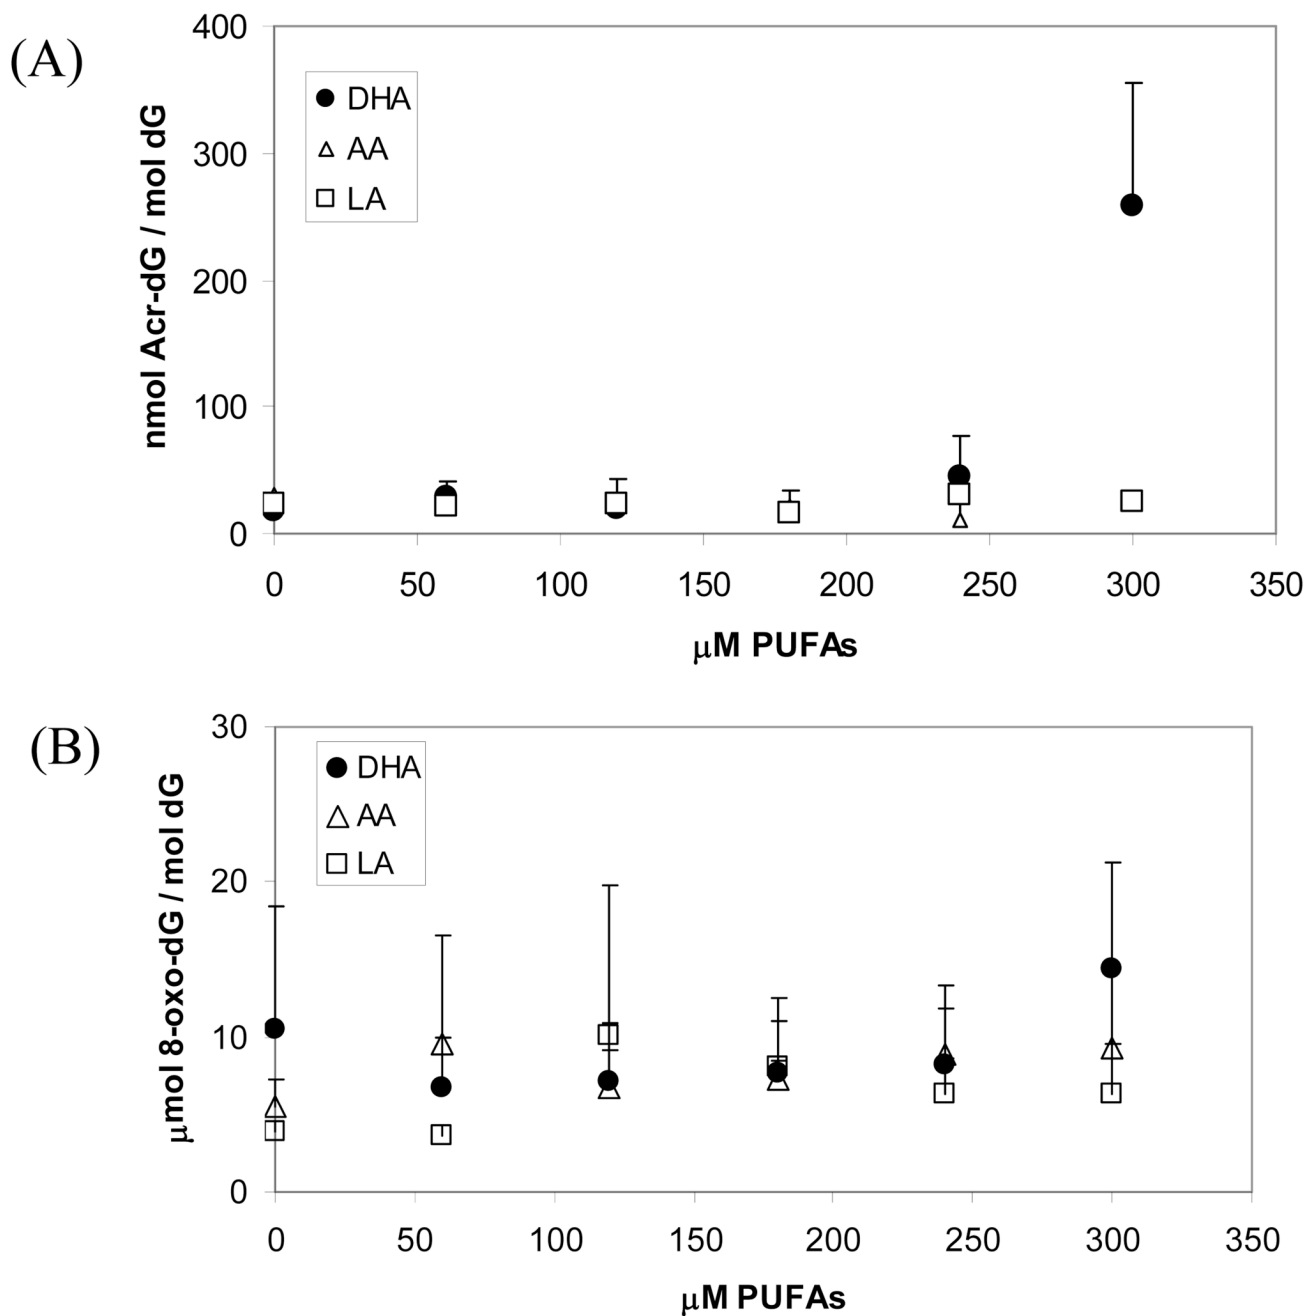 (A)
nmol Acr-dG / mol dG
400
300
200
100
0
DHA
AA
LA
0 50 100 150 200 250 300 350
μM PUFAs
(B)
μmol 8-oxo-dG / mol dG
30
20
10
0
DHA
AA
LA
0 50 100 150 200 250 300 350
μM PUFAs